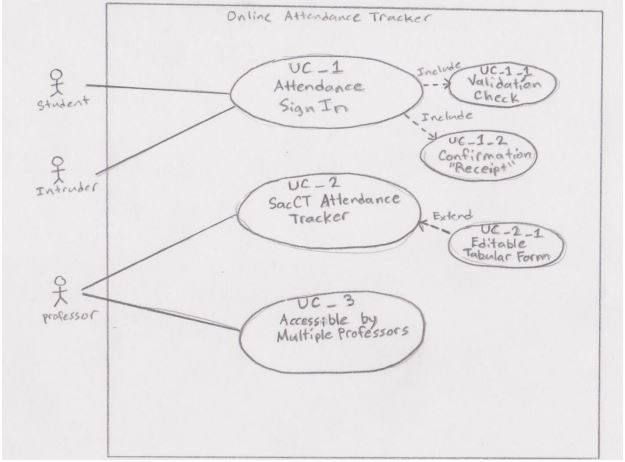 Online Attendance Tracker
Student
UC_1
Attendance
Sign In
Include
UC_1_1
Validation
Check
Include
UC_1_2
Confirmation
"Receipt"
Intruder
UC_2
SacCT Attendance
Tracker
Extend
UC_2_1
Editable
Tabular Form
professor
UC_3
Accessible by
Multiple Professors